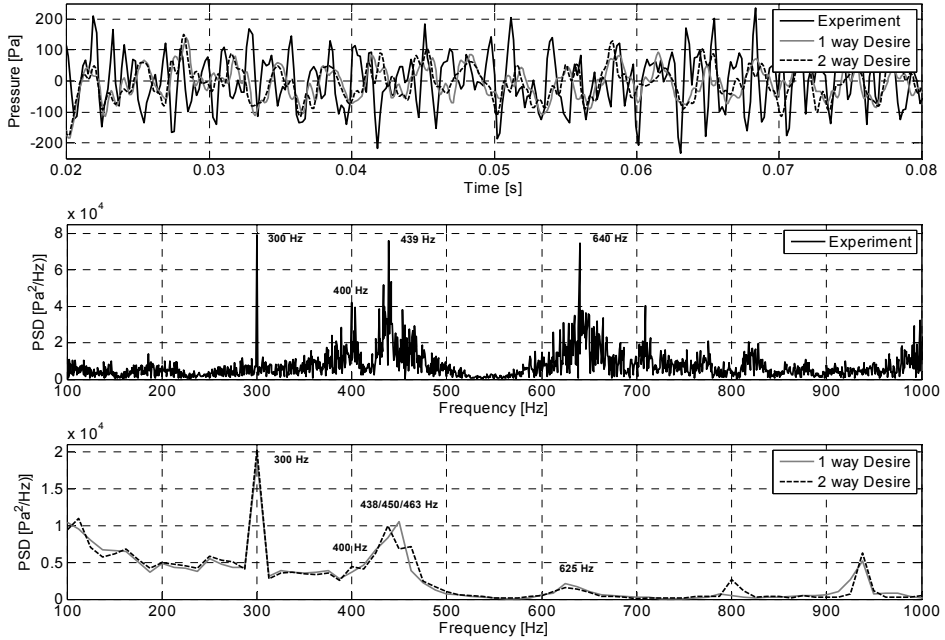 200
100
0
-100
-200
Pressure [Pa]
0.02 0.03 0.04 0.05 0.06 0.07 0.08
Time [s]
Experiment
1 way Desire
2 way Desire
x 10^4
8
6
4
2
0
PSD [Pa²/Hz)]
300 Hz
400 Hz
439 Hz
640 Hz
Experiment
100 200 300 400 500 600 700 800 900 1000
Frequency [Hz]
x 10^4
2
1.5
1
0.5
0
PSD [Pa²/Hz)]
300 Hz
438/450/463 Hz
400 Hz
625 Hz
1 way Desire
2 way Desire
100 200 300 400 500 600 700 800 900 1000
Frequency [Hz]